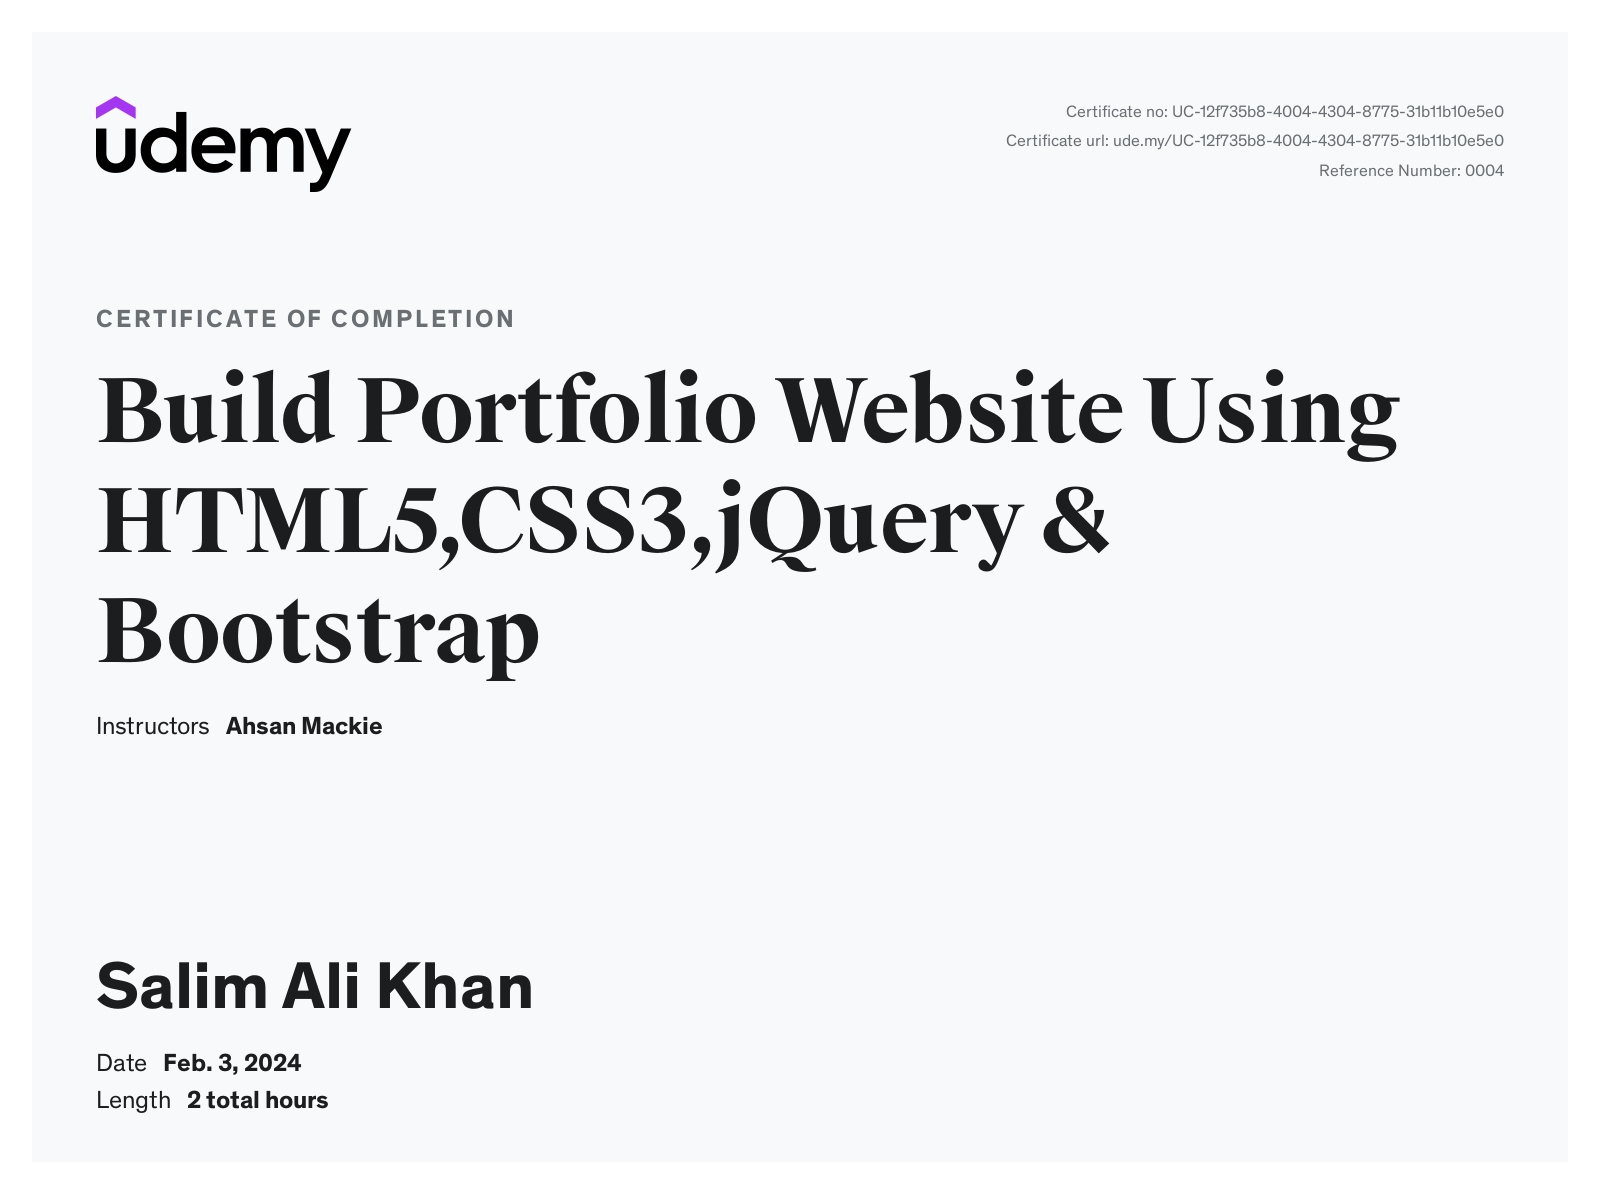 udemy
Certificate no: UC-12f735b8-4004-4304-8775-31b11b10e5e0
Certificate url: ude.my/UC-12f735b8-4004-4304-8775-31b11b10e5e0
Reference Number: 0004
CERTIFICATE OF COMPLETION
Build Portfolio Website Using
HTML5,CSS3,jQuery &
Bootstrap
Instructors Ahsan Mackie
Salim Ali Khan
Date Feb. 3, 2024
Length 2 total hours